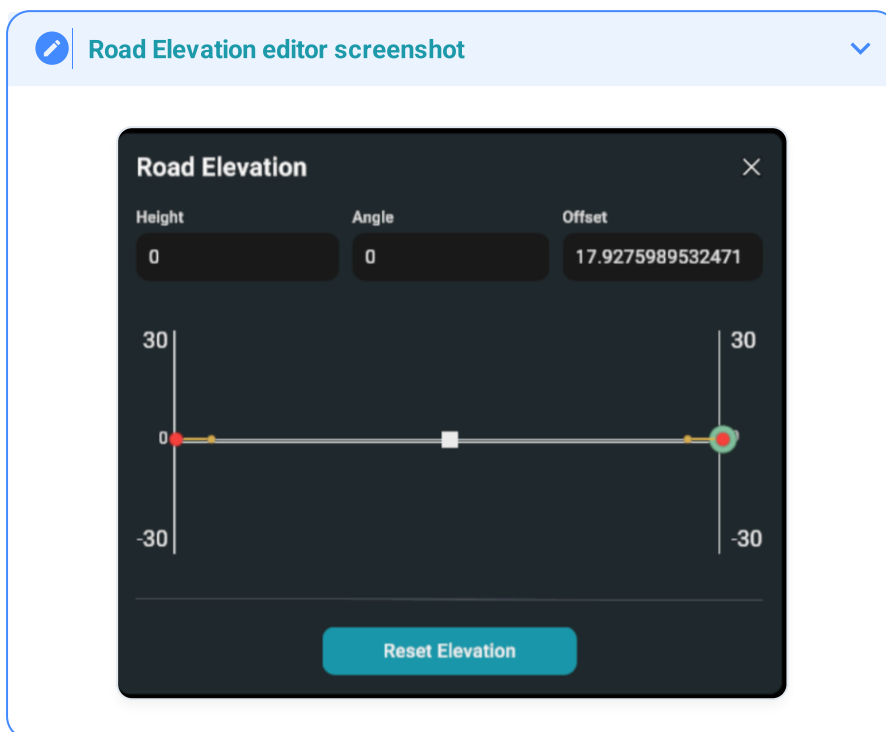 Road Elevation editor screenshot
Road Elevation
Height Angle Offset
0 0 17.9275989532471
30 30
0
-30 -30
Reset Elevation